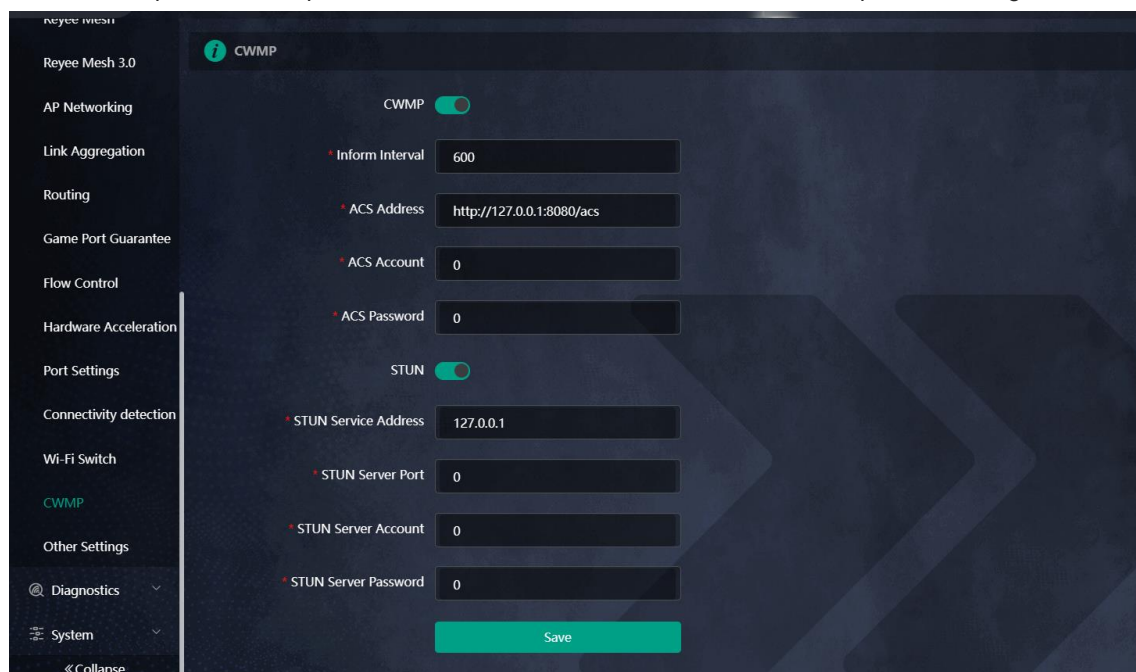 Reyee Mesh
Reyee Mesh 3.0
AP Networking
Link Aggregation
Routing
Game Port Guarantee
Flow Control
Hardware Acceleration
Port Settings
Connectivity detection
Wi-Fi Switch
CWMP
Other Settings
Diagnostics
System
≪Collapse
CWMP
CWMP
* Inform Interval 600
* ACS Address http://127.0.0.1:8080/acs
* ACS Account 0
* ACS Password 0
STUN
* STUN Service Address 127.0.0.1
* STUN Server Port 0
* STUN Server Account 0
* STUN Server Password 0
Save